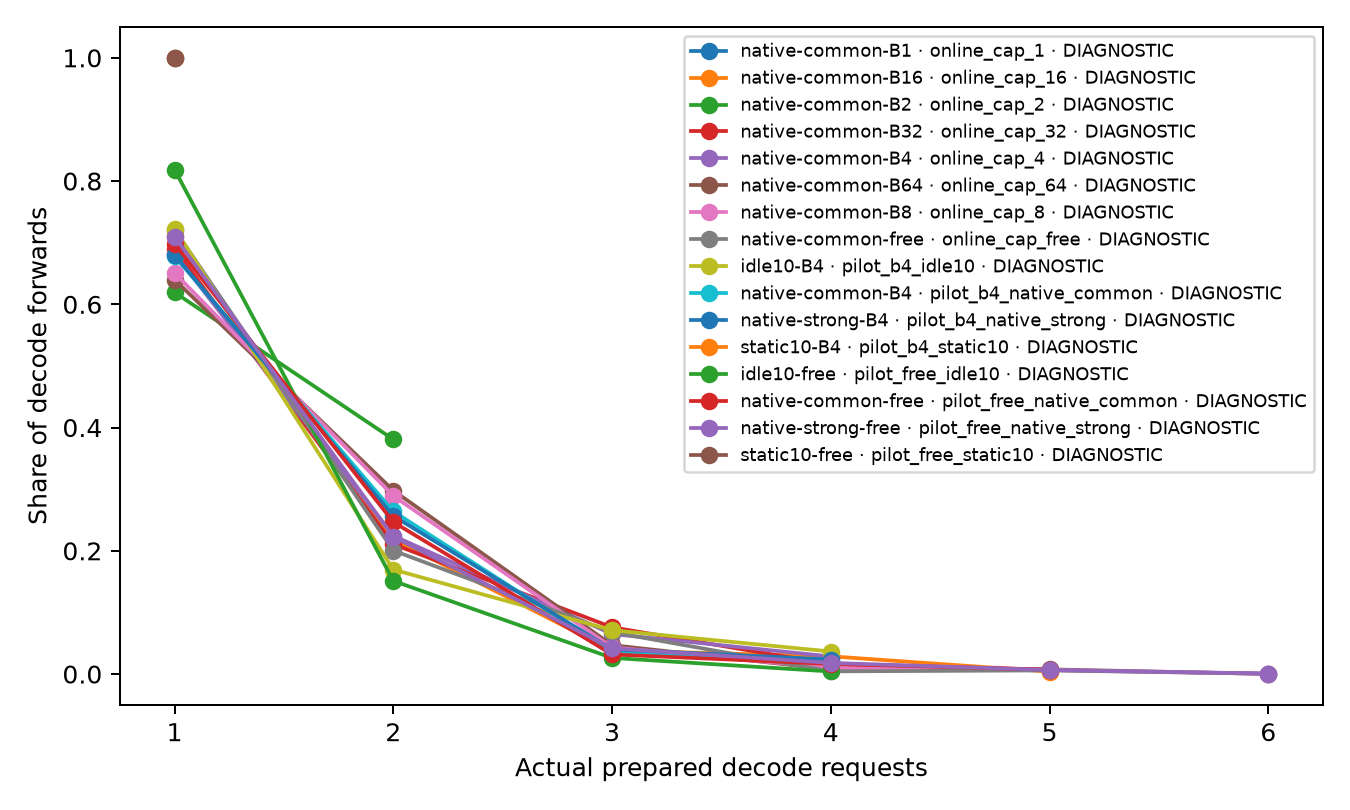 1.0
0.8
0.6
0.4
0.2
0.0
Share of decode forwards
1 2 3 4 5 6
Actual prepared decode requests
native-common-B1 · online_cap_1 · DIAGNOSTIC
native-common-B16 · online_cap_16 · DIAGNOSTIC
native-common-B2 · online_cap_2 · DIAGNOSTIC
native-common-B32 · online_cap_32 · DIAGNOSTIC
native-common-B4 · online_cap_4 · DIAGNOSTIC
native-common-B64 · online_cap_64 · DIAGNOSTIC
native-common-B8 · online_cap_8 · DIAGNOSTIC
native-common-free · online_cap_free · DIAGNOSTIC
idle10-B4 · pilot_b4_idle10 · DIAGNOSTIC
native-common-B4 · pilot_b4_native_common · DIAGNOSTIC
native-strong-B4 · pilot_b4_native_strong · DIAGNOSTIC
static10-B4 · pilot_b4_static10 · DIAGNOSTIC
idle10-free · pilot_free_idle10 · DIAGNOSTIC
native-common-free · pilot_free_native_common · DIAGNOSTIC
native-strong-free · pilot_free_native_strong · DIAGNOSTIC
static10-free · pilot_free_static10 · DIAGNOSTIC